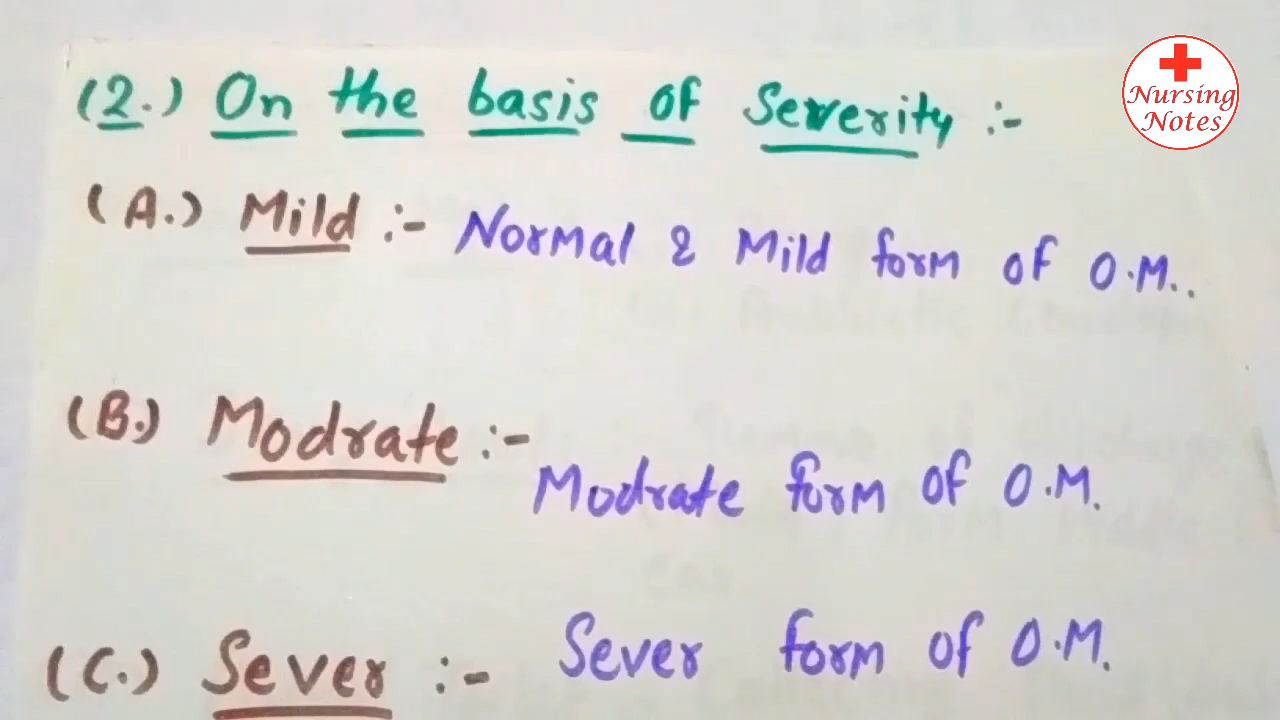 (2.) On the basis of Severity :-
Nursing
Notes
(A.) Mild :- Normal & Mild form of O.M..
(B.) Modrate :- Modrate form of O.M.
(C.) Sever :- Sever form of O.M.